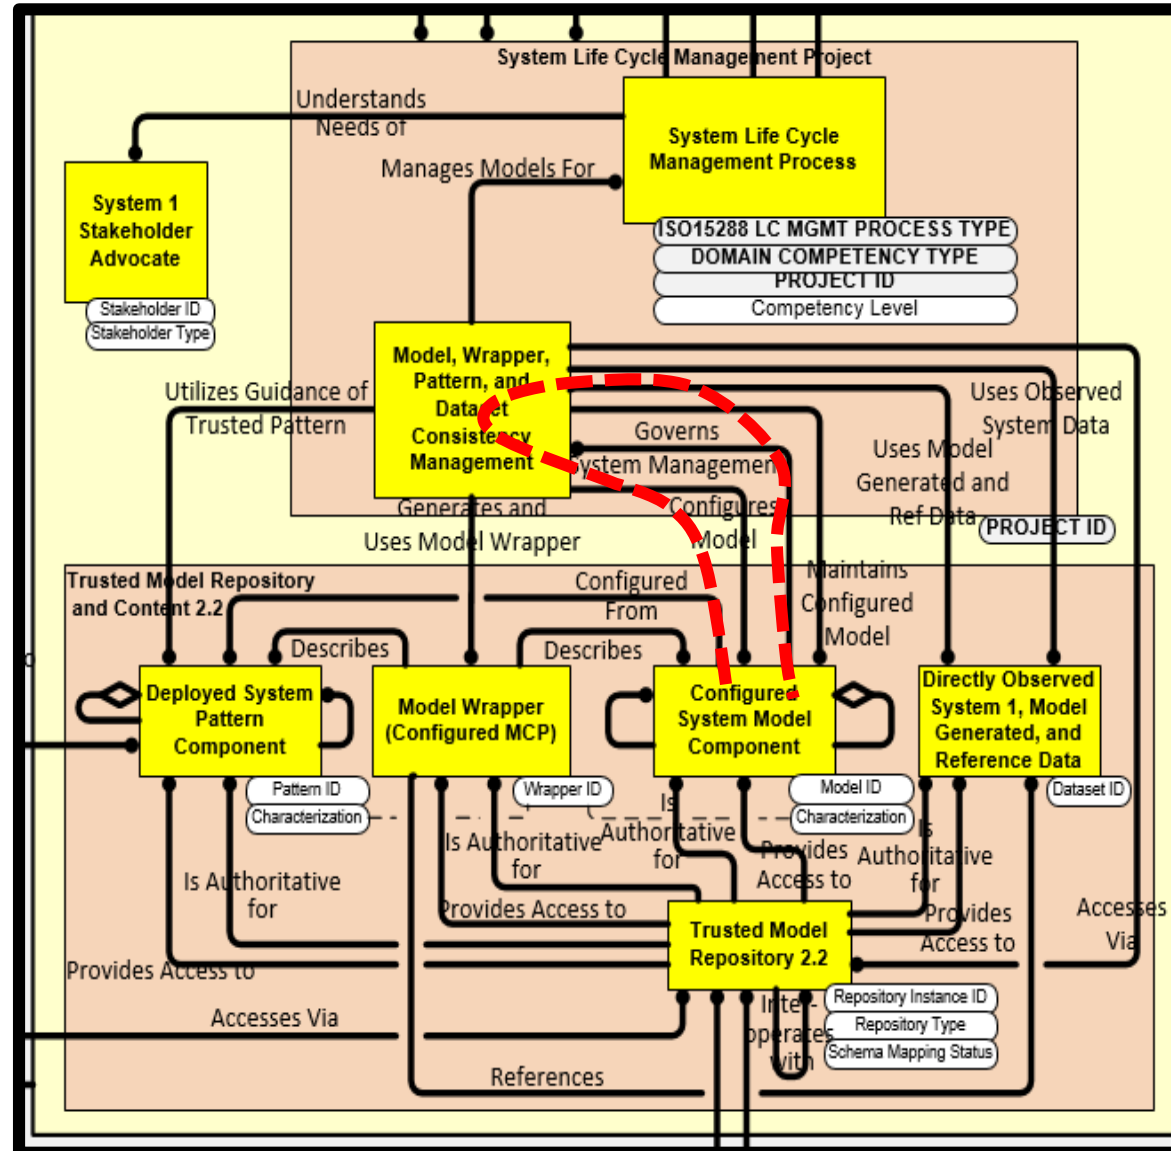 System Life Cycle Management Project
Understands
Needs of
System Life Cycle
Management Process
Manages Models For
System 1
Stakeholder
Advocate
ISO15288 LC MGMT PROCESS TYPE
DOMAIN COMPETENCY TYPE
PROJECT ID
Competency Level
Stakeholder ID
Stakeholder Type
Model, Wrapper,
Pattern, and
Dataset
Consistency
Management
Utilizes Guidance of
Trusted Pattern
Uses Observed
System Data
Governs
System Management
Uses Model
Generated and
Ref Data
Configures
Model
Generates and
Uses Model Wrapper
PROJECT ID
Trusted Model Repository
and Content 2.2
Configured
From
Maintains
Configured
Model
Describes
Describes
Deployed System
Pattern
Component
Model Wrapper
(Configured MCP)
Configured
System Model
Component
Directly Observed
System 1, Model
Generated, and
Reference Data
Pattern ID
Characterization
Wrapper ID
Model ID
Characterization
Dataset ID
Is Authoritative
for
Is Authoritative
for
Is
Authoritative
for
Provides
Access to
Is
Authoritative
for
Provides Access to
Provides
Access to
Accesses
Via
Trusted Model
Repository 2.2
Provides Access to
Repository Instance ID
Repository Type
Schema Mapping Status
Inter-
operates
with
Accesses Via
References